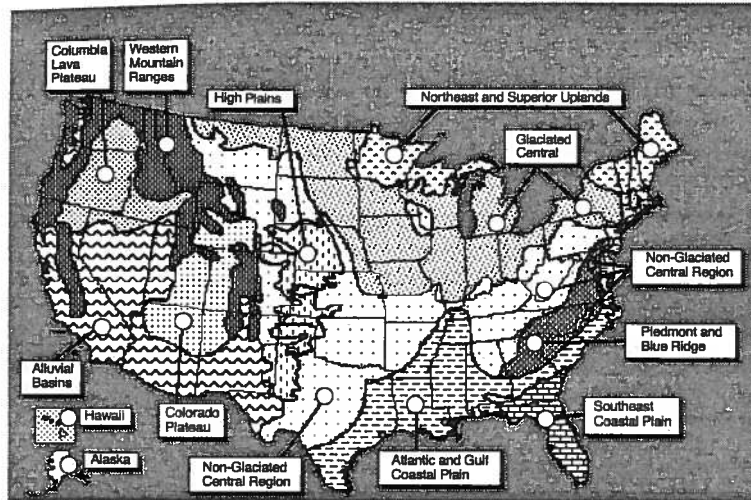 Columbia
Lava
Plateau
Western
Mountain
Ranges
High Plains
Northeast and Superior Uplands
Glaciated
Central
Non-Glaciated
Central Region
Piedmont and
Blue Ridge
Alluvial
Basins
Hawaii
Colorado
Plateau
Southeast
Coastal Plain
Alaska
Non-Glaciated
Central Region
Atlantic and Gulf
Coastal Plain